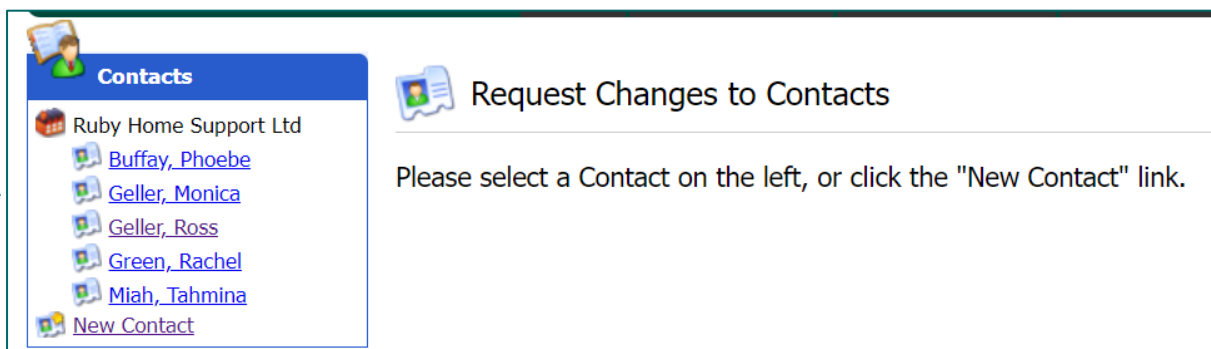 Contacts
Ruby Home Support Ltd
Buffay, Phoebe
Geller, Monica
Geller, Ross
Green, Rachel
Miah, Tahmina
New Contact
Request Changes to Contacts
Please select a Contact on the left, or click the "New Contact" link.